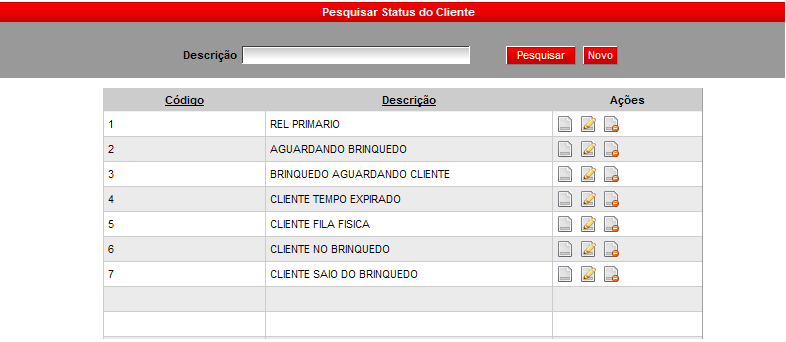 Pesquisar Status do Cliente
Descrição Pesquisar Novo
Código Descrição Ações
1 REL PRIMARIO
2 AGUARDANDO BRINQUEDO
3 BRINQUEDO AGUARDANDO CLIENTE
4 CLIENTE TEMPO EXPIRADO
5 CLIENTE FILA FISICA
6 CLIENTE NO BRINQUEDO
7 CLIENTE SAIO DO BRINQUEDO